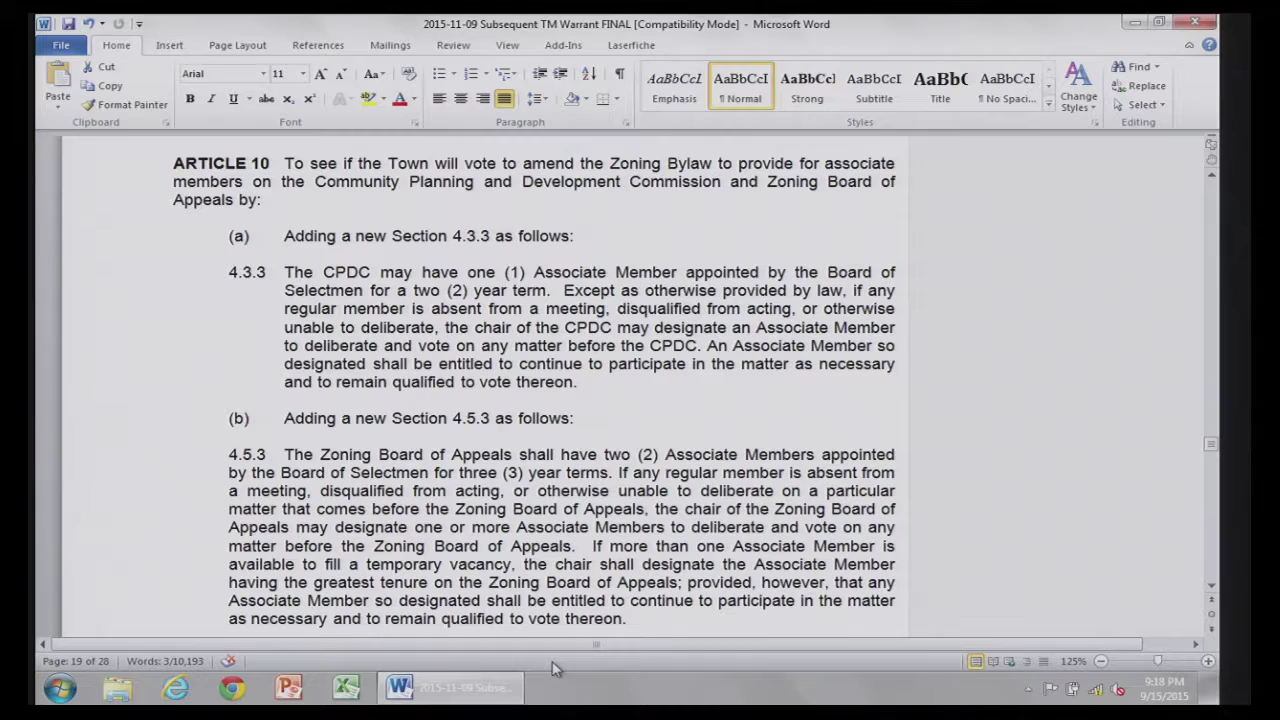 2015-11-09 Subsequent TM Warrant FINAL [Compatibility Mode] - Microsoft Word
File Home Insert Page Layout References Mailings Review View Add-Ins Laserfiche
Cut
Copy
Format Painter
Paste
Clipboard
Arial 11
Font
Paragraph
AaBbCcI AaBbCcI AaBbCcl AaBbCcI AaBb( AaBbCcI
Emphasis ¶ Normal Strong Subtitle Title ¶ No Spaci...
Change Styles
Styles
Find
Replace
Select
Editing
ARTICLE 10 To see if the Town will vote to amend the Zoning Bylaw to provide for associate
members on the Community Planning and Development Commission and Zoning Board of
Appeals by:
(a) Adding a new Section 4.3.3 as follows:
4.3.3 The CPDC may have one (1) Associate Member appointed by the Board of
Selectmen for a two (2) year term. Except as otherwise provided by law, if any
regular member is absent from a meeting, disqualified from acting, or otherwise
unable to deliberate, the chair of the CPDC may designate an Associate Member
to deliberate and vote on any matter before the CPDC. An Associate Member so
designated shall be entitled to continue to participate in the matter as necessary
and to remain qualified to vote thereon.
(b) Adding a new Section 4.5.3 as follows:
4.5.3 The Zoning Board of Appeals shall have two (2) Associate Members appointed
by the Board of Selectmen for three (3) year terms. If any regular member is absent from
a meeting, disqualified from acting, or otherwise unable to deliberate on a particular
matter that comes before the Zoning Board of Appeals, the chair of the Zoning Board of
Appeals may designate one or more Associate Members to deliberate and vote on any
matter before the Zoning Board of Appeals. If more than one Associate Member is
available to fill a temporary vacancy, the chair shall designate the Associate Member
having the greatest tenure on the Zoning Board of Appeals; provided, however, that any
Associate Member so designated shall be entitled to continue to participate in the matter
as necessary and to remain qualified to vote thereon.
Page: 19 of 28 Words: 3/10,193 125%
2015-11-09 Subse...
9:18 PM
9/15/2015